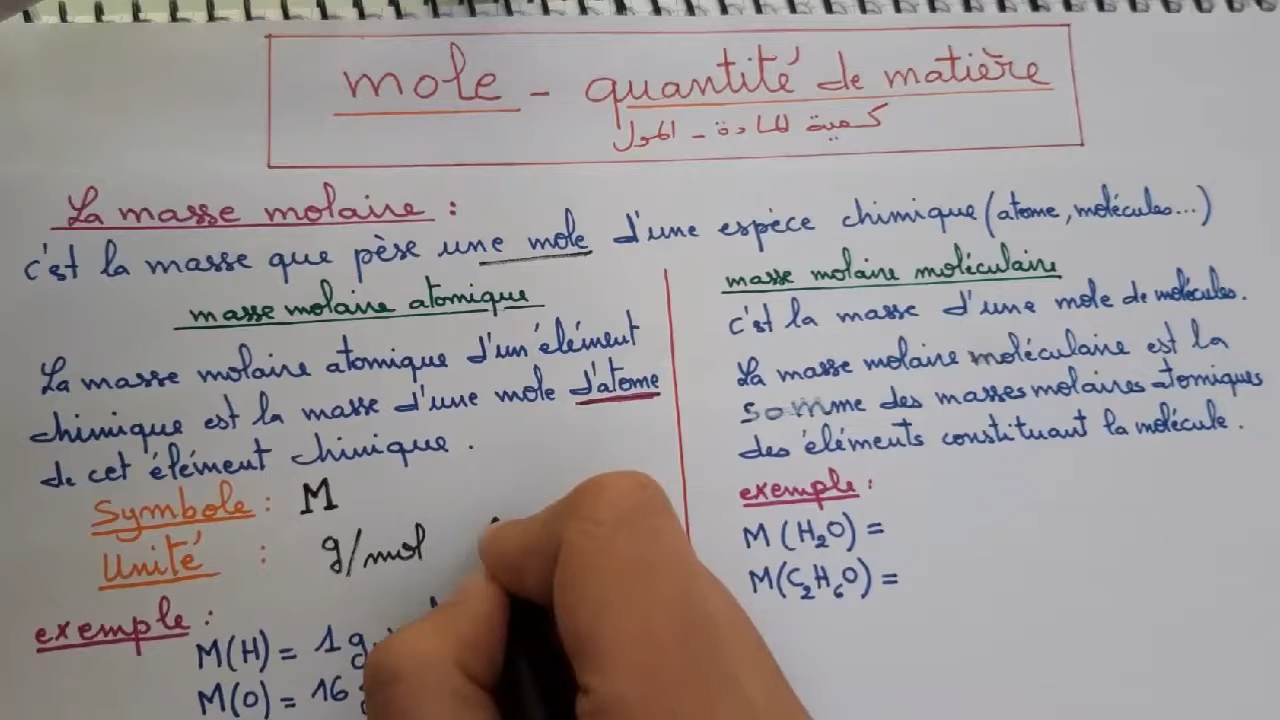 mole - quantité de matière
كمية المادة - المول
La masse molaire :
c'est la masse que pèse une mole d'une espèce chimique (atome, molécules...)
masse molaire atomique
La masse molaire atomique d'un élément
chimique est la masse d'une mole d'atome
de cet élément chimique .
Symbole : M
Unité : g/mol
exemple :
M(H) = 1 g
M(O) = 16
masse molaire moléculaire
c'est la masse d'une mole de molécules.
La masse molaire moléculaire est la
somme des masses molaires atomiques
des éléments constituant la molécule .
exemple :
M(H₂O) =
M(C₂H₆O) =